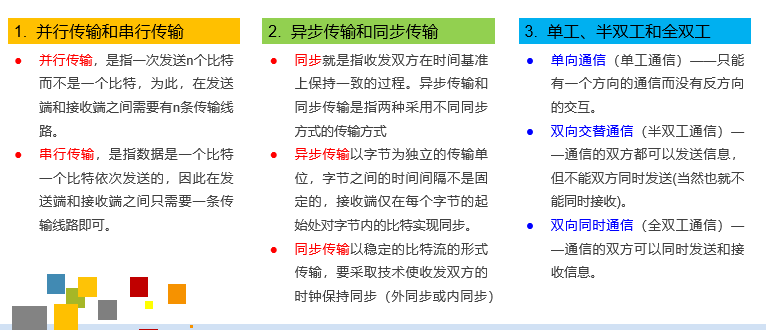 1. 并行传输和串行传输
并行传输，是指一次发送n个比特
而不是一个比特，为此，在发送
端和接收端之间需要有n条传输线
路。
串行传输，是指数据是一个比特
一个比特依次发送的，因此在发
送端和接收端之间只需要一条传
输线路即可。
2. 异步传输和同步传输
同步就是指收发双方在时间基准
上保持一致的过程。异步传输和
同步传输是指两种采用不同同步
方式的传输方式
异步传输以字节为独立的传输单
位，字节之间的时间间隔不是固
定的，接收端仅在每个字节的起
始处对字节内的比特实现同步。
同步传输以稳定的比特流的形式
传输，要采取技术使收发双方的
时钟保持同步（外同步或内同步）
3. 单工、半双工和全双工
单向通信（单工通信）——只能
有一个方向的通信而没有反方向
的交互。
双向交替通信（半双工通信）—
—通信的双方都可以发送信息，
但不能双方同时发送(当然也就不
能同时接收)。
双向同时通信（全双工通信）—
—通信的双方可以同时发送和接
收信息。